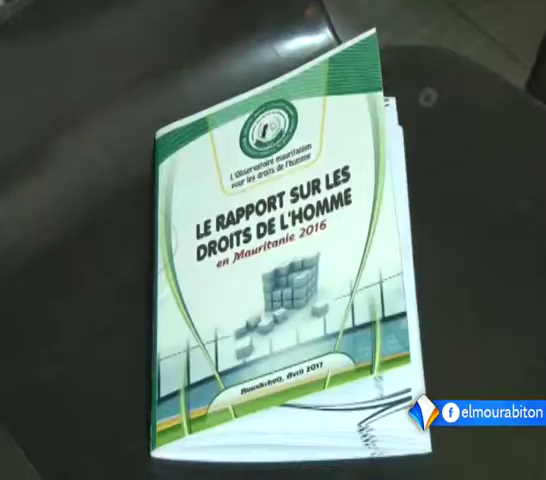 L'Observatoire mauritanien
pour les droits de l'homme
LE RAPPORT SUR LES
DROITS DE L'HOMME
en Mauritanie 2016
Nouakchott, Avril 2017
elmourabiton